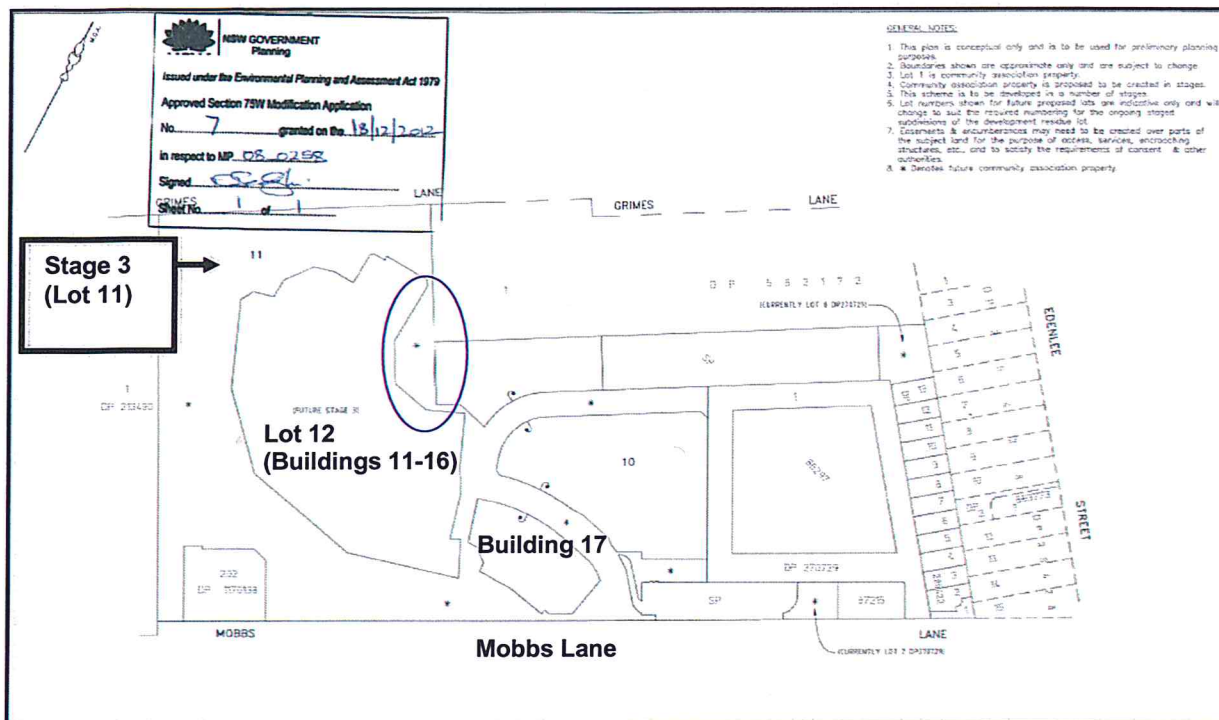 M.G.A.
NSW GOVERNMENT
Planning
Issued under the Environmental Planning and Assessment Act 1979
Approved Section 75W Modification Application
No. 7 granted on the 18/12/2012
in respect to MP 08_0258
Signed
Sheet No. 1 of 1
GENERAL NOTES:
1 This plan is conceptual only and is to be used for preliminary planning
purposes.
2. Boundaries shown are approximate only and are subject to change.
3. Lot 1 is community association property.
4. Community association property is proposed to be created in stages.
5. This scheme is to be developed in a number of stages.
6. Lot numbers shown for future proposed lots are indicative only and will
change to suit the required numbering for the ongoing staged
subdivisions of the development residue lot.
7. Easements & encumberances may need to be created over parts of
the subject land for the purpose of access, services, encroaching
structures, etc., and to satisfy the requirements of consent & other
authorities.
8. * Denotes future community association property.
GRIMES LANE
GRIMES LANE
Stage 3
(Lot 11)
11
1
DP 582172
(CURRENTLY LOT 8 DP270729)
EDENLEE
STREET
1
(FUTURE STAGE 3)
Lot 12
(Buildings 11-16)
10
1
86297
Building 17
DP 270729
202
SP
97215
MOBBS
LANE
Mobbs Lane
(CURRENTLY LOT 7 DP270729)